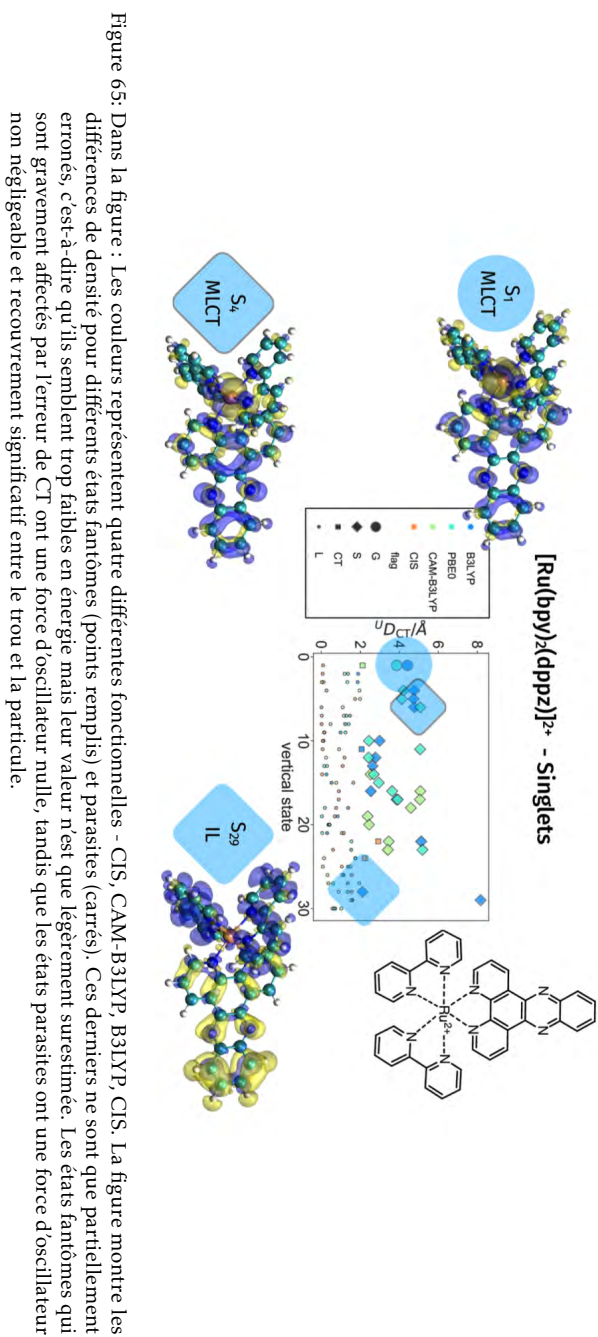 [Ru(bpy)₂(dppz)]²⁺ - Singlets
S₁
MLCT
S₄
MLCT
B3LYP
PBE0
CAM-B3LYP
CIS
flag
G
S
CT
L
ᵁD_CT/Å
0
2
4
6
8
0
10
20
30
vertical state
S₂₉
IL
N
N
N
N
Ru²⁺
N
N
N
N
Figure 65: Dans la figure : Les couleurs représentent quatre différentes fonctionnelles - CIS, CAM-B3LYP, B3LYP, CIS. La figure montre les
différences de densité pour différents états fantômes (points remplis) et parasites (carrés). Ces derniers ne sont que partiellement
erronés, c'est-à-dire qu'ils semblent trop faibles en énergie mais leur valeur n'est que légèrement surestimée. Les états fantômes qui
sont gravement affectés par l'erreur de CT ont une force d'oscillateur nulle, tandis que les états parasites ont une force d'oscillateur
non négligeable et recouvrement significatif entre le trou et la particule.